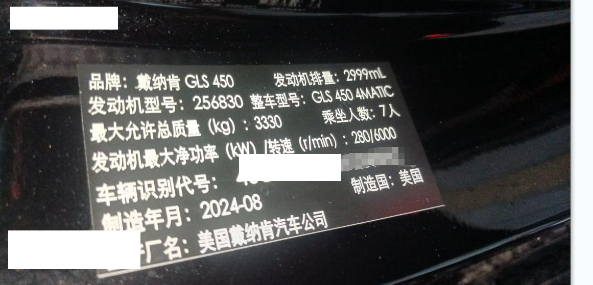 品牌：戴纳肯 GLS 450 发动机排量：2999mL
发动机型号：256830 整车型号：GLS 450 4MATIC
最大允许总质量（kg）：3330 乘坐人数：7人
发动机最大净功率（kW）/转速（r/min）：280/6000
车辆识别代号：
制造年月：2024-08 制造国：美国
厂名：美国戴纳肯汽车公司